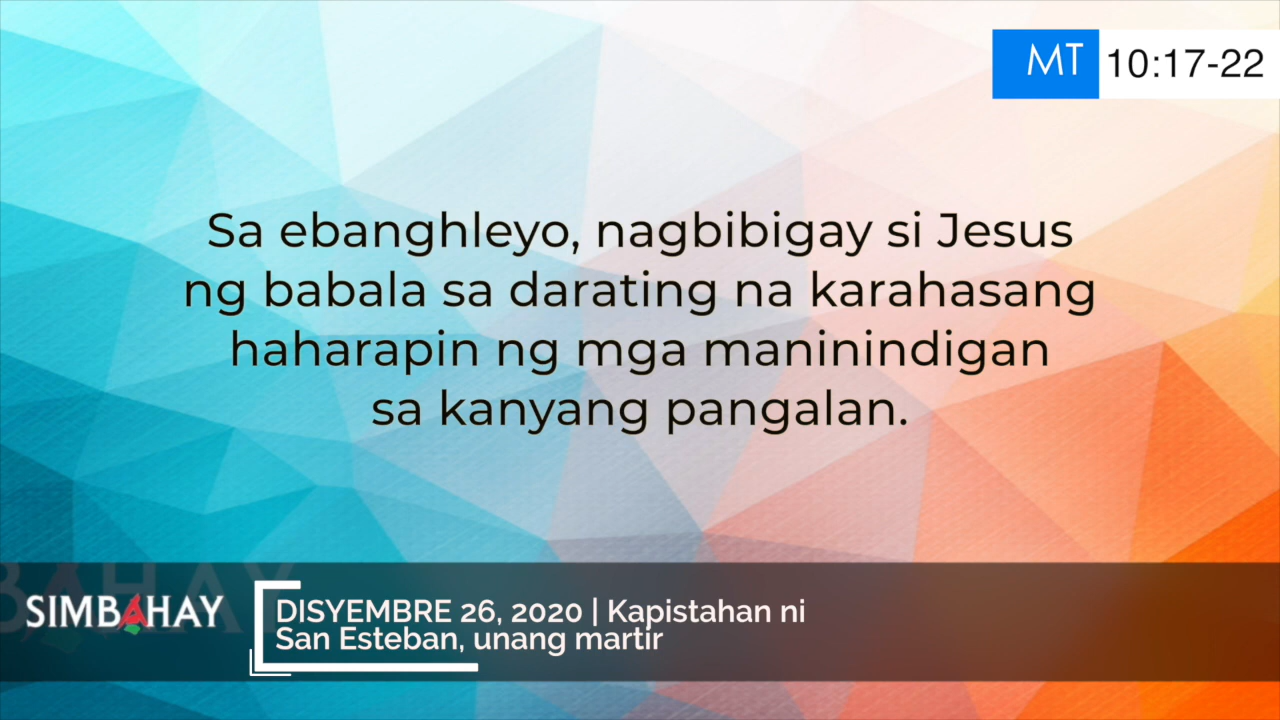 MT 10:17-22
Sa ebanghleyo, nagbibigay si Jesus
ng babala sa darating na karahasang
haharapin ng mga maninindigan
sa kanyang pangalan.
SIMBAHAY
DISYEMBRE 26, 2020 | Kapistahan ni
San Esteban, unang martir